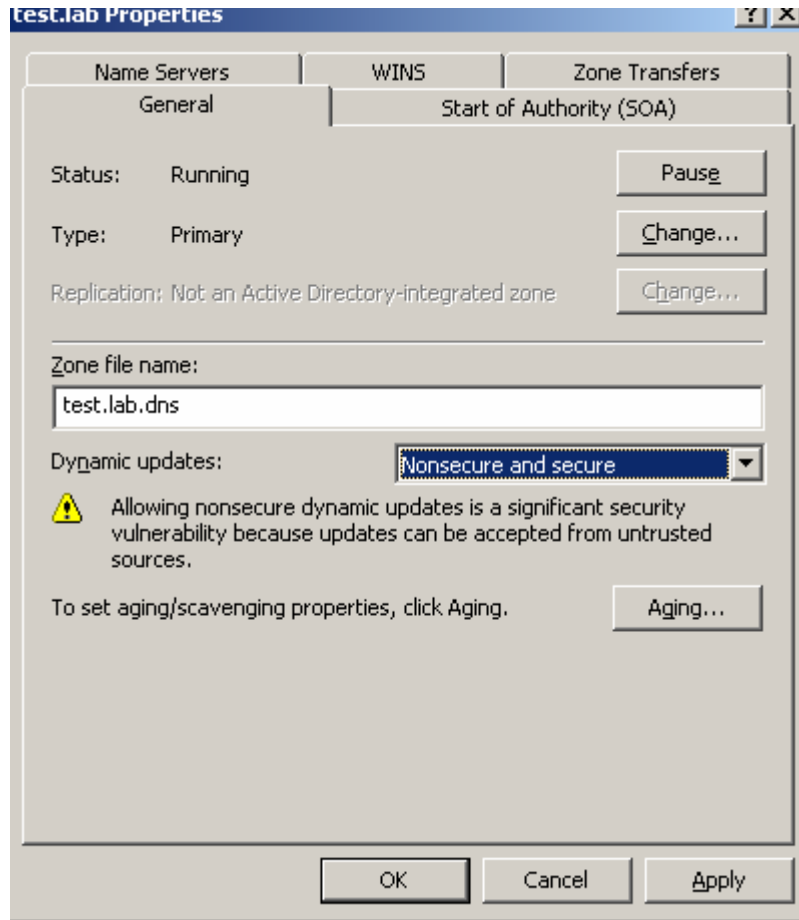 test.lab Properties
Name Servers WINS Zone Transfers
General Start of Authority (SOA)
Status: Running Pause
Type: Primary Change...
Replication: Not an Active Directory-integrated zone Change...
Zone file name:
test.lab.dns
Dynamic updates: Nonsecure and secure
Allowing nonsecure dynamic updates is a significant security
vulnerability because updates can be accepted from untrusted
sources.
To set aging/scavenging properties, click Aging. Aging...
OK Cancel Apply